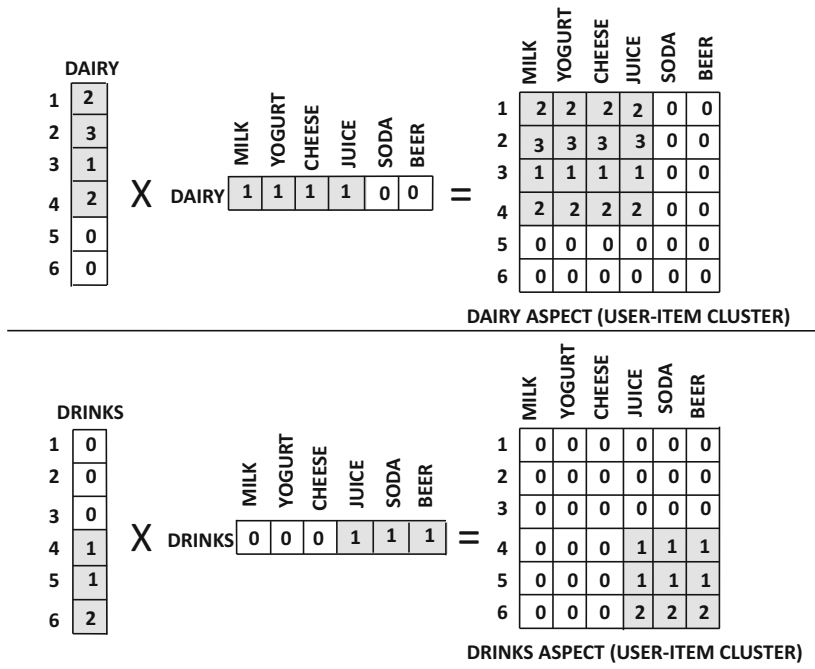 DAIRY
1 2
2 3
3 1
4 2
5 0
6 0
X
MILK YOGURT CHEESE JUICE SODA BEER
DAIRY 1 1 1 1 0 0
=
MILK YOGURT CHEESE JUICE SODA BEER
1 2 2 2 2 0 0
2 3 3 3 3 0 0
3 1 1 1 1 0 0
4 2 2 2 2 0 0
5 0 0 0 0 0 0
6 0 0 0 0 0 0
DAIRY ASPECT (USER-ITEM CLUSTER)
DRINKS
1 0
2 0
3 0
4 1
5 1
6 2
X
MILK YOGURT CHEESE JUICE SODA BEER
DRINKS 0 0 0 1 1 1
=
MILK YOGURT CHEESE JUICE SODA BEER
1 0 0 0 0 0 0
2 0 0 0 0 0 0
3 0 0 0 0 0 0
4 0 0 0 1 1 1
5 0 0 0 1 1 1
6 0 0 0 2 2 2
DRINKS ASPECT (USER-ITEM CLUSTER)